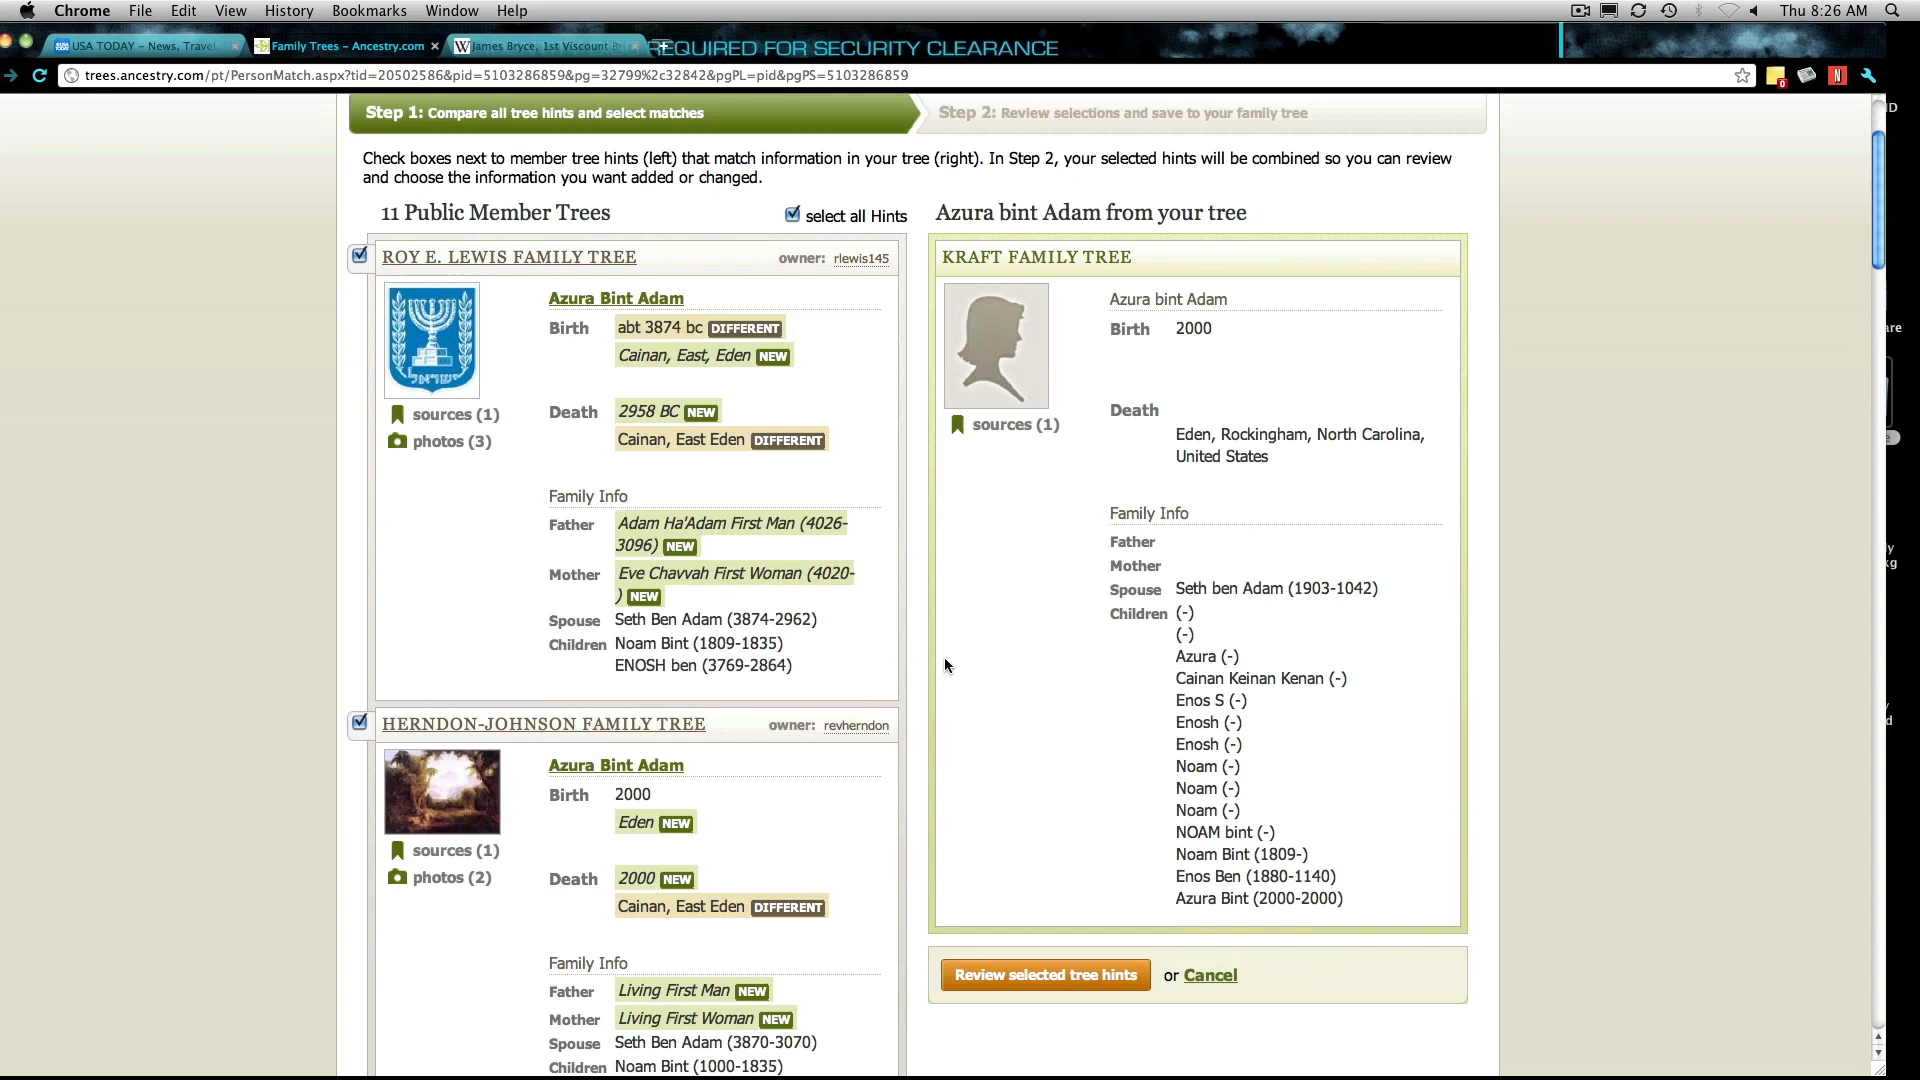 Chrome File Edit View History Bookmarks Window Help Thu 8:26 AM
USA TODAY – News, Travel
Family Trees – Ancestry.com
James Bryce, 1st Viscount B
REQUIRED FOR SECURITY CLEARANCE
trees.ancestry.com/pt/PersonMatch.aspx?tid=20502586&pid=5103286859&pg=32799%2c32842&pgPL=pid&pgPS=5103286859
Step 1: Compare all tree hints and select matches
Step 2: Review selections and save to your family tree
Check boxes next to member tree hints (left) that match information in your tree (right). In Step 2, your selected hints will be combined so you can review
and choose the information you want added or changed.
11 Public Member Trees
select all Hints
ROY E. LEWIS FAMILY TREE
owner: rlewis145
ישראל
sources (1)
photos (3)
Azura Bint Adam
Birth abt 3874 bc DIFFERENT
Cainan, East, Eden NEW
Death 2958 BC NEW
Cainan, East Eden DIFFERENT
Family Info
Father Adam Ha'Adam First Man (4026-
3096) NEW
Mother Eve Chavvah First Woman (4020-
) NEW
Spouse Seth Ben Adam (3874-2962)
Children Noam Bint (1809-1835)
ENOSH ben (3769-2864)
HERNDON-JOHNSON FAMILY TREE
owner: revherndon
sources (1)
photos (2)
Azura Bint Adam
Birth 2000
Eden NEW
Death 2000 NEW
Cainan, East Eden DIFFERENT
Family Info
Father Living First Man NEW
Mother Living First Woman NEW
Spouse Seth Ben Adam (3870-3070)
Children Noam Bint (1000-1835)
Azura bint Adam from your tree
KRAFT FAMILY TREE
sources (1)
Azura bint Adam
Birth 2000
Death
Eden, Rockingham, North Carolina,
United States
Family Info
Father
Mother
Spouse Seth ben Adam (1903-1042)
Children (-)
(-)
Azura (-)
Cainan Keinan Kenan (-)
Enos S (-)
Enosh (-)
Enosh (-)
Noam (-)
Noam (-)
Noam (-)
NOAM bint (-)
Noam Bint (1809-)
Enos Ben (1880-1140)
Azura Bint (2000-2000)
Review selected tree hints or Cancel